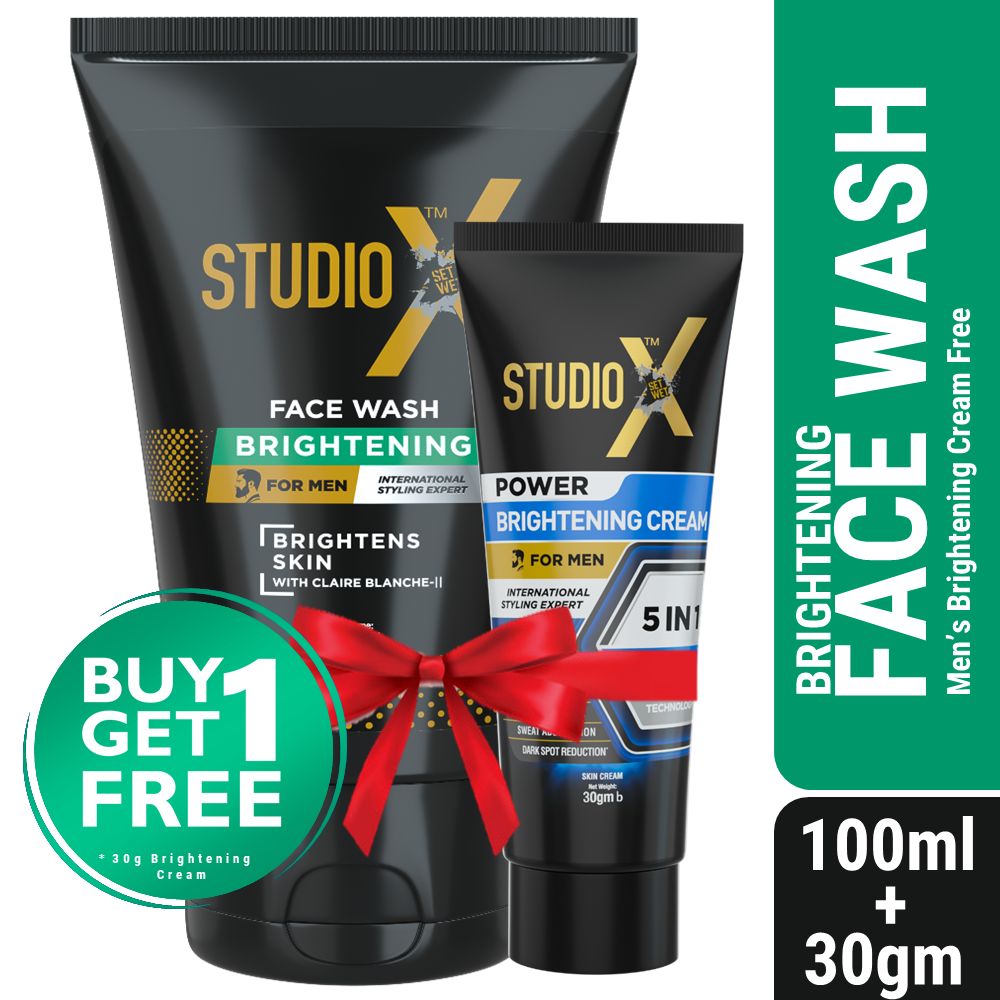 STUDIO X
TM
SET
WET
FACE WASH
BRIGHTENING
FOR MEN
INTERNATIONAL
STYLING EXPERT
BRIGHTENS
SKIN
WITH CLAIRE BLANCHE-II
STUDIO X
TM
SET
WET
POWER
BRIGHTENING CREAM
FOR MEN
INTERNATIONAL
STYLING EXPERT
5 IN 1
TECHNOLOGY
SWEAT
DARK SPOT REDUCTION*
SKIN CREAM
Net Weight:
30gm b
BUY 1
GET
FREE
* 30g Brightening
Cream
BRIGHTENING
FACE WASH
Men's Brightening Cream Free
100ml
+
30gm